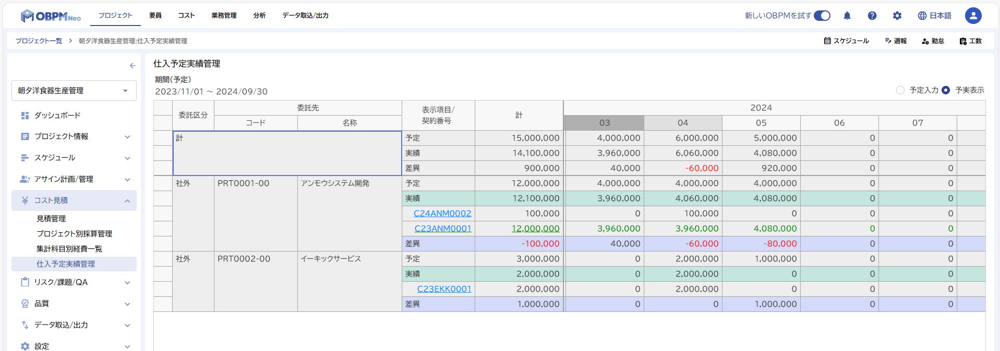 OBPM Neo プロジェクト 要員 コスト 業務管理 分析 データ取込/出力 新しいOBPMを試す 日本語
プロジェクト一覧 > 朝夕洋食器生産管理:仕入予定実績管理 スケジュール 週報 勤怠 工数
朝夕洋食器生産管理
ダッシュボード
プロジェクト情報
スケジュール
アサイン計画/管理
コスト見積
見積管理
プロジェクト別採算管理
集計科目別経費一覧
仕入予定実績管理
リスク/課題/QA
品質
データ取込/出力
設定
仕入予定実績管理
期間(予定)
2023/11/01 ~ 2024/09/30
予定入力 予実表示
委託区分 委託先 表示項目/契約番号 計 2024
コード 名称 03 04 05 06 07
計 予定 15,000,000 4,000,000 6,000,000 5,000,000 0 0
実績 14,100,000 3,960,000 6,060,000 4,080,000 0 0
差異 900,000 40,000 -60,000 920,000 0 0
社外 PRT0001-00 アンモウシステム開発 予定 12,000,000 4,000,000 4,000,000 4,000,000 0 0
実績 12,100,000 3,960,000 4,060,000 4,080,000 0 0
C24ANM0002 100,000 0 100,000 0 0 0
C23ANM0001 12,000,000 3,960,000 3,960,000 4,080,000 0 0
差異 -100,000 40,000 -60,000 -80,000 0 0
社外 PRT0002-00 イーキックサービス 予定 3,000,000 0 2,000,000 1,000,000 0 0
実績 2,000,000 0 2,000,000 0 0 0
C23EKK0001 2,000,000 0 2,000,000 0 0 0
差異 1,000,000 0 0 1,000,000 0 0